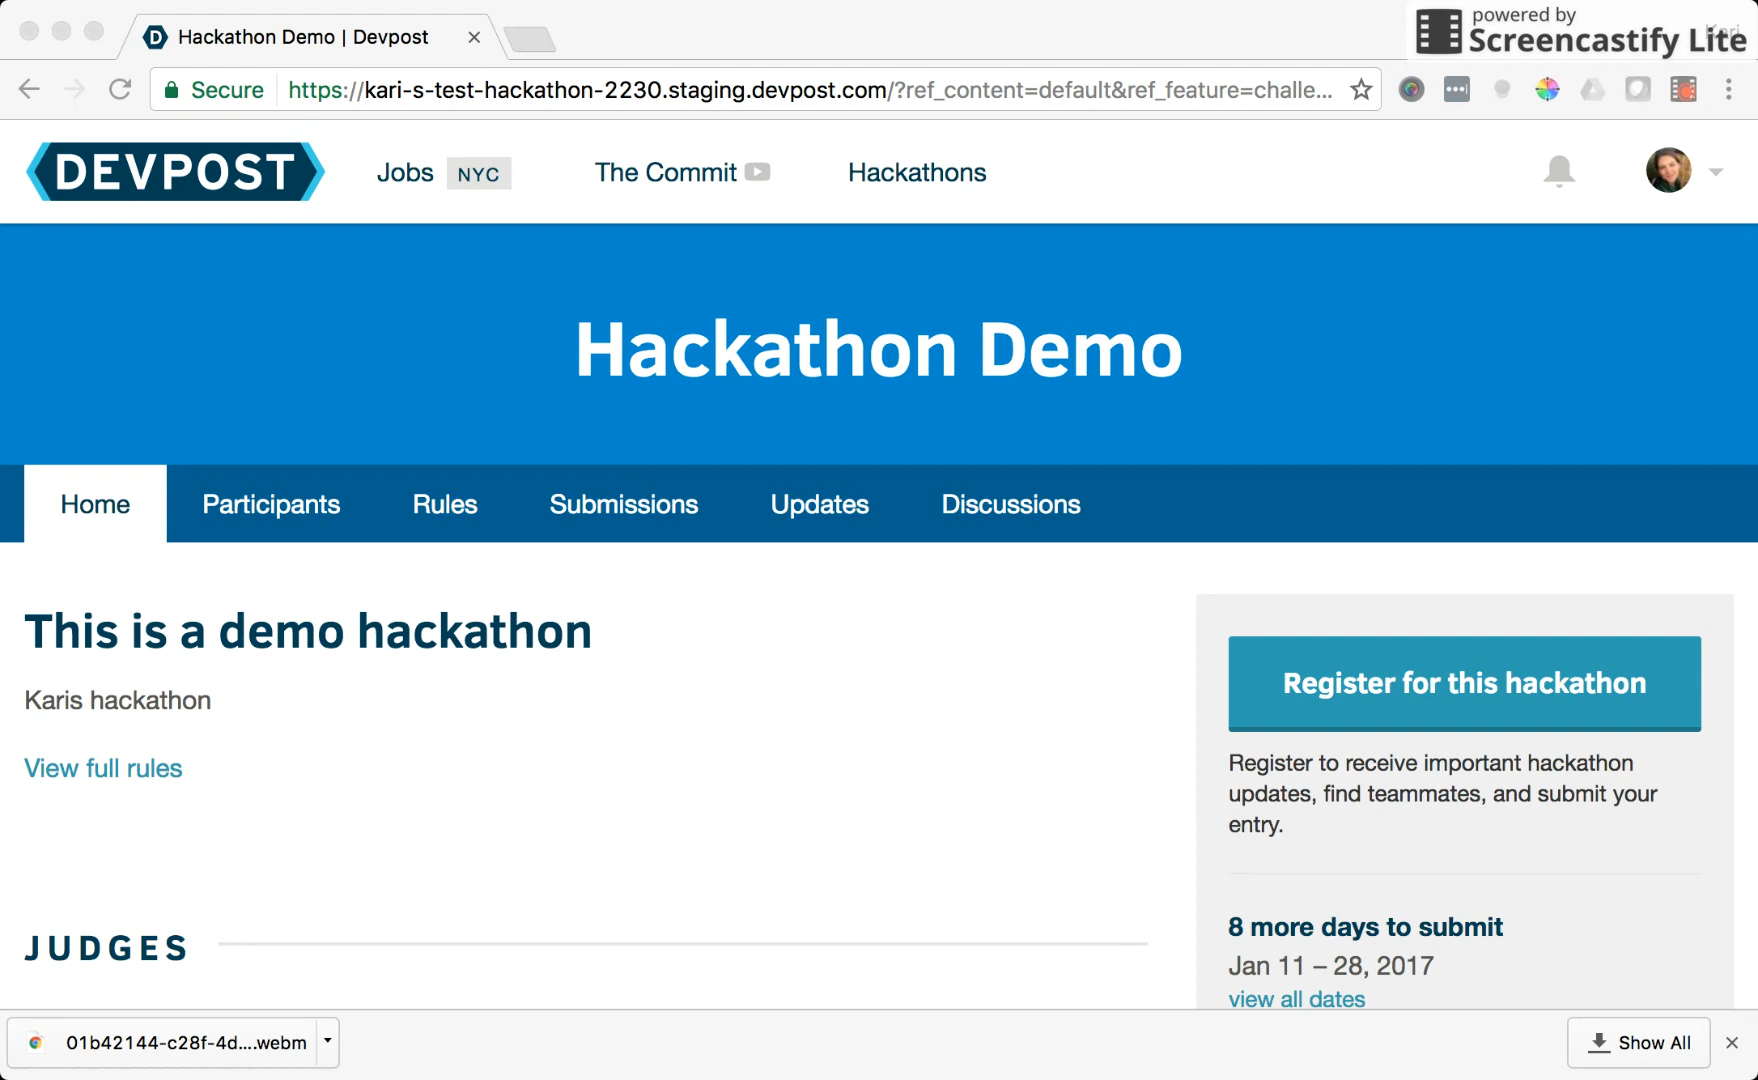 Hackathon Demo | Devpost
powered by
Screencastify Lite
Secure https://kari-s-test-hackathon-2230.staging.devpost.com/?ref_content=default&ref_feature=challe...
DEVPOST Jobs NYC The Commit Hackathons
Hackathon Demo
Home Participants Rules Submissions Updates Discussions
This is a demo hackathon
Karis hackathon
View full rules
JUDGES
Register for this hackathon
Register to receive important hackathon
updates, find teammates, and submit your
entry.
8 more days to submit
Jan 11 – 28, 2017
view all dates
01b42144-c28f-4d....webm Show All